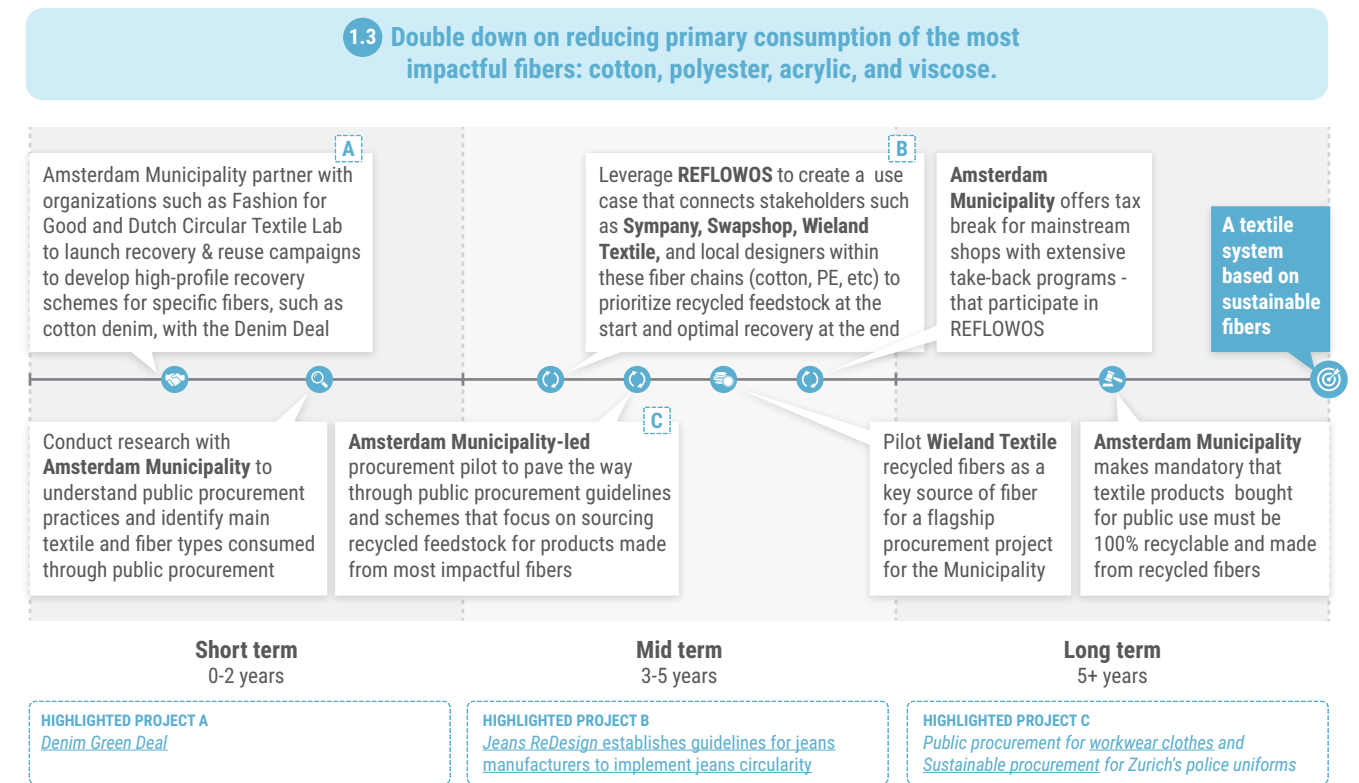 1.3 Double down on reducing primary consumption of the most
impactful fibers: cotton, polyester, acrylic, and viscose.
A
Amsterdam Municipality partner with
organizations such as Fashion for
Good and Dutch Circular Textile Lab
to launch recovery & reuse campaigns
to develop high-profile recovery
schemes for specific fibers, such as
cotton denim, with the Denim Deal
B
Leverage REFLOWOS to create a use
case that connects stakeholders such
as Sympany, Swapshop, Wieland
Textile, and local designers within
these fiber chains (cotton, PE, etc) to
prioritize recycled feedstock at the
start and optimal recovery at the end
Amsterdam
Municipality offers tax
break for mainstream
shops with extensive
take-back programs -
that participate in
REFLOWOS
A textile
system
based on
sustainable
fibers
Conduct research with
Amsterdam Municipality to
understand public procurement
practices and identify main
textile and fiber types consumed
through public procurement
C
Amsterdam Municipality-led
procurement pilot to pave the way
through public procurement guidelines
and schemes that focus on sourcing
recycled feedstock for products made
from most impactful fibers
Pilot Wieland Textile
recycled fibers as a
key source of fiber
for a flagship
procurement project
for the Municipality
Amsterdam Municipality
makes mandatory that
textile products bought
for public use must be
100% recyclable and made
from recycled fibers
Short term
0-2 years
Mid term
3-5 years
Long term
5+ years
HIGHLIGHTED PROJECT A
Denim Green Deal
HIGHLIGHTED PROJECT B
Jeans ReDesign establishes guidelines for jeans
manufacturers to implement jeans circularity
HIGHLIGHTED PROJECT C
Public procurement for workwear clothes and
Sustainable procurement for Zurich's police uniforms